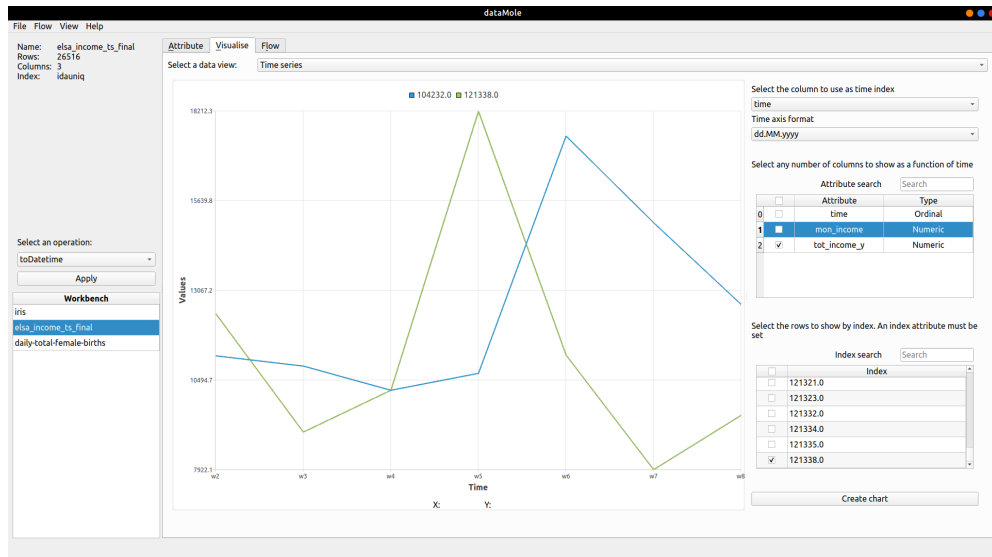 dataMole
File Flow View Help
Name: elsa_income_ts_final
Rows: 26516
Columns: 3
Index: idauniq
Select an operation:
toDatetime
Apply
Workbench
iris
elsa_income_ts_final
daily-total-female-births
Attribute Visualise Flow
Select a data view: Time series
104232.0 121338.0
18212.3
15639.8
13067.2
10494.7
7922.1
Values
w2 w3 w4 w5 w6 w7 w8
Time
X: Y:
Select the column to use as time index
time
Time axis format
dd.MM.yyyy
Select any number of columns to show as a function of time
Attribute search Search
Attribute Type
0 time Ordinal
1 mon_income Numeric
2 tot_income_y Numeric
Select the rows to show by index. An index attribute must be
set
Index search Search
Index
121321.0
121323.0
121332.0
121334.0
121335.0
121338.0
Create chart